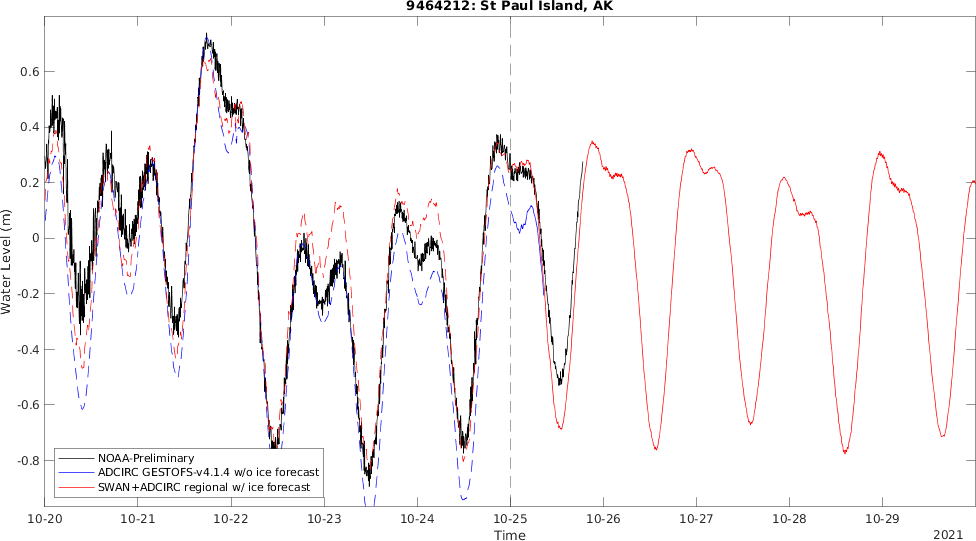 9464212: St Paul Island, AK
Water Level (m)
0.6
0.4
0.2
0
-0.2
-0.4
-0.6
-0.8
NOAA-Preliminary
ADCIRC GESTOFS-v4.1.4 w/o ice forecast
SWAN+ADCIRC regional w/ ice forecast
10-20 10-21 10-22 10-23 10-24 10-25 10-26 10-27 10-28 10-29
Time
2021